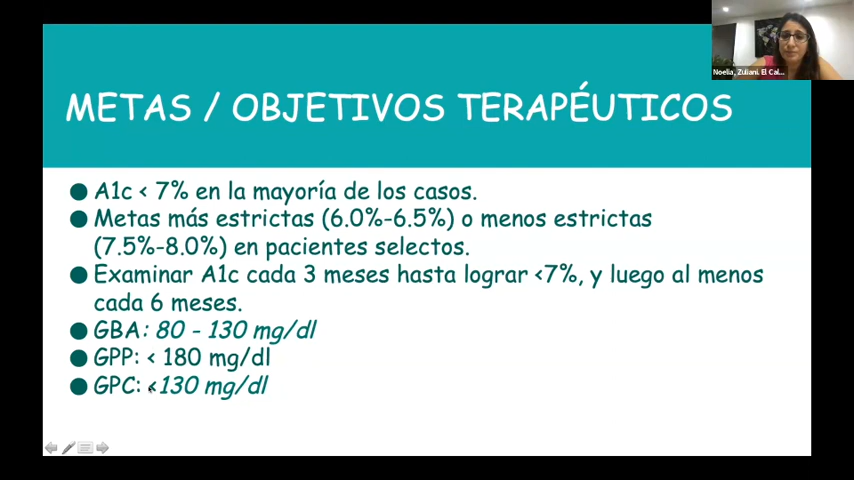 METAS / OBJETIVOS TERAPÉUTICOS
● A1c < 7% en la mayoría de los casos.
● Metas más estrictas (6.0%-6.5%) o menos estrictas
(7.5%-8.0%) en pacientes selectos.
● Examinar A1c cada 3 meses hasta lograr <7%, y luego al menos
cada 6 meses.
● GBA: 80 - 130 mg/dl
● GPP: < 180 mg/dl
● GPC: <130 mg/dl
Noelia, Zuliani. El Cal...